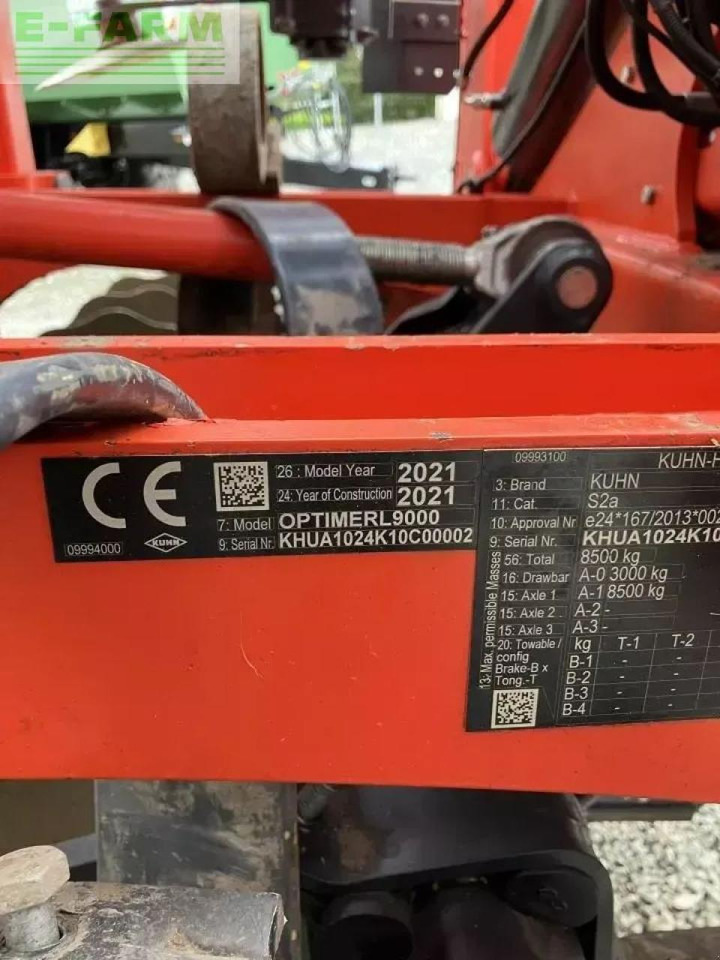 E-FARM
26 : Model Year 2021
24: Year of Construction 2021
7: Model OPTIMERL9000
9: Serial Nr. KHUA1024K10C00002
09994000
KUHN
09993100 KUHN-H
3: Brand KUHN
11: Cat. S2a
10: Approval Nr e24*167/2013*002
9: Serial Nr. KHUA1024K10
13: Max. permissible Masses
56: Total 8500 kg
16: Drawbar A-0 3000 kg
15: Axle 1 A-1 8500 kg
15: Axle 2 A-2 -
15: Axle 3 A-3 -
20: Towable / kg T-1 T-2
config B-1 - -
Brake-B x B-2 - -
Tong.-T B-3 - -
B-4 - -